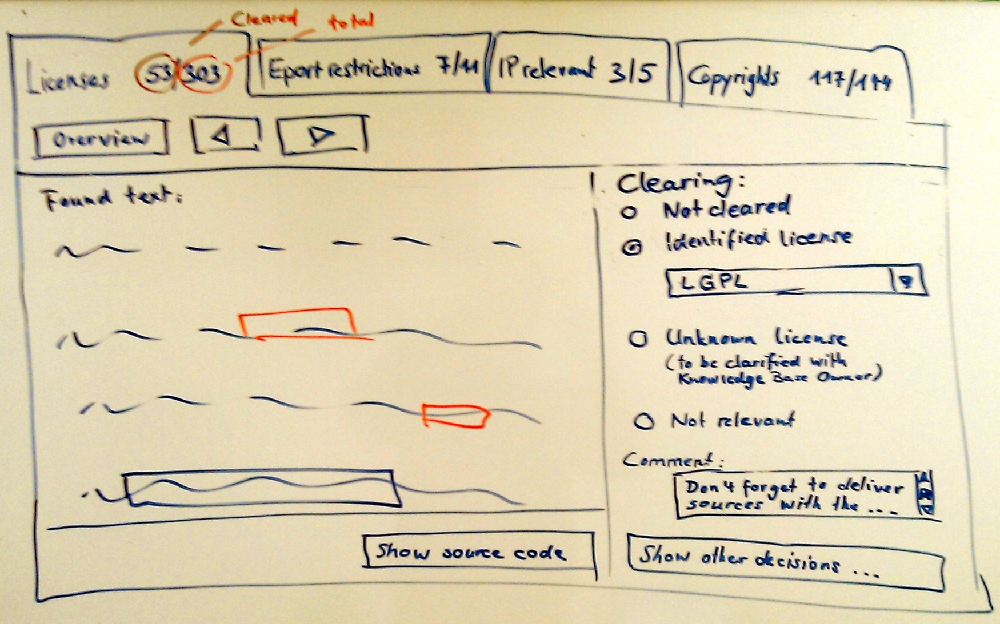 Cleared total
Licenses 53/303
Eport restrictions 7/11
IP relevant 3/5
Copyrights 117/144
Overview
Found text:
Clearing:
Not cleared
Identified license
LGPL
Unknown license
(to be clarified with
Knowledge Base Owner)
Not relevant
Comment:
Don't forget to deliver
sources with the ...
Show source code
Show other decisions ...